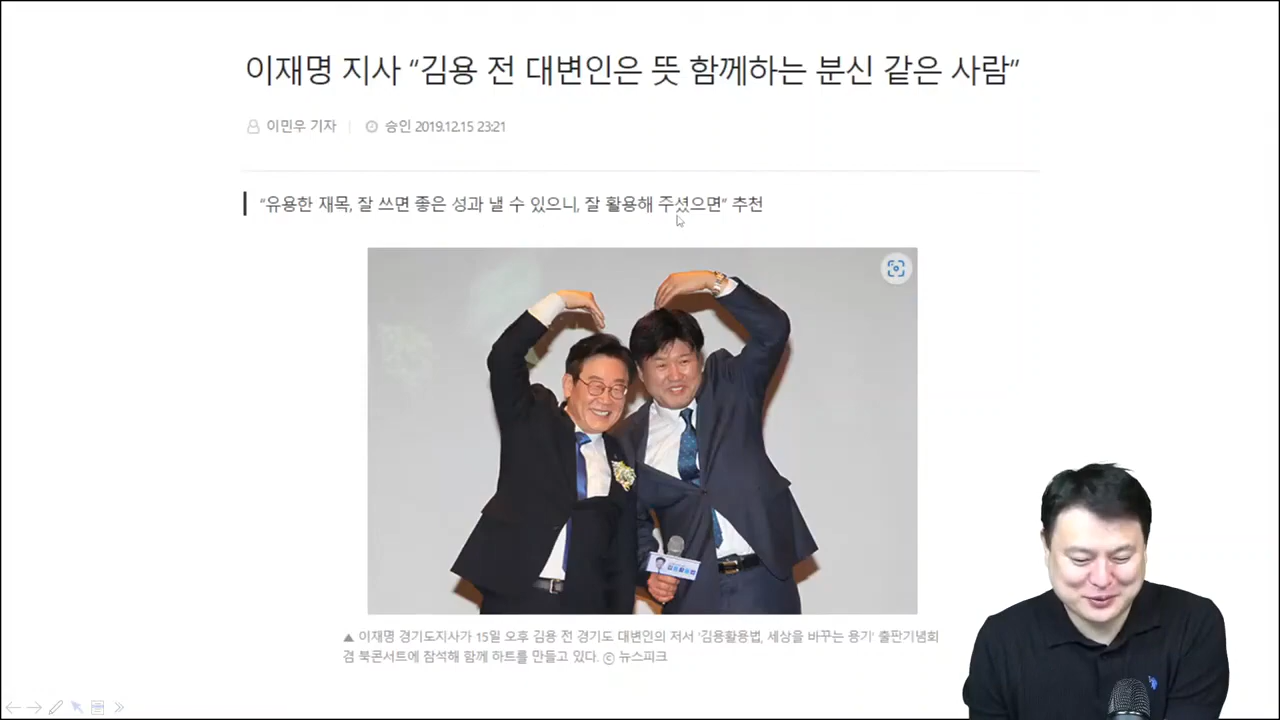 이재명 지사 “김용 전 대변인은 뜻 함께하는 분신 같은 사람”
이민우 기자 | 승인 2019.12.15 23:21
“유용한 재목, 잘 쓰면 좋은 성과 낼 수 있으니, 잘 활용해 주셨으면” 추천
▲ 이재명 경기도지사가 15일 오후 김용 전 경기도 대변인의 저서 '김용활용법, 세상을 바꾸는 용기' 출판기념회
겸 북콘서트에 참석해 함께 하트를 만들고 있다. ⓒ 뉴스피크